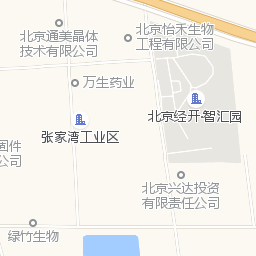 北京通美晶体
技术有限公司
北京怡禾生物
工程有限公司
万生药业
北京经开·智汇园
张家湾工业区
固件
公司
北京兴达投资
有限责任公司
绿竹生物